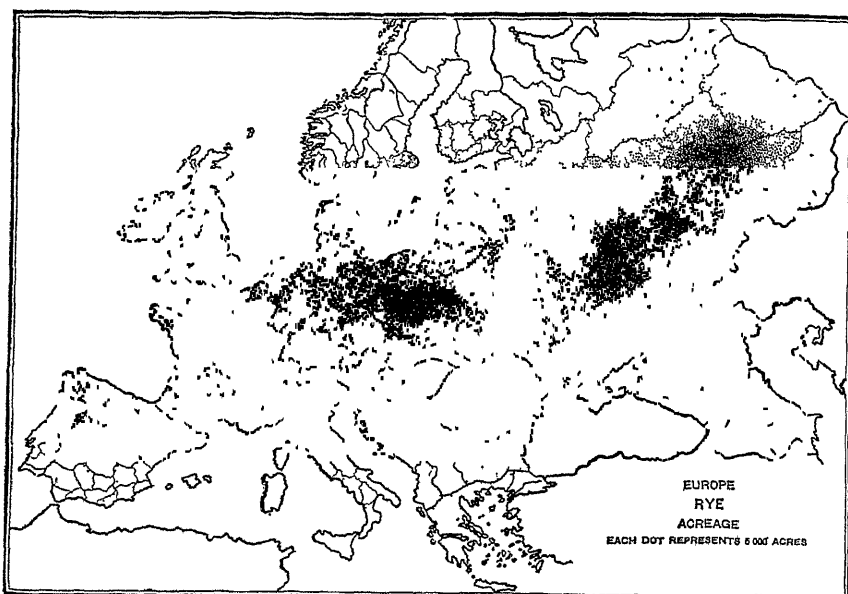 EUROPE
RYE
ACREAGE
EACH DOT REPRESENTS 5 000 ACRES